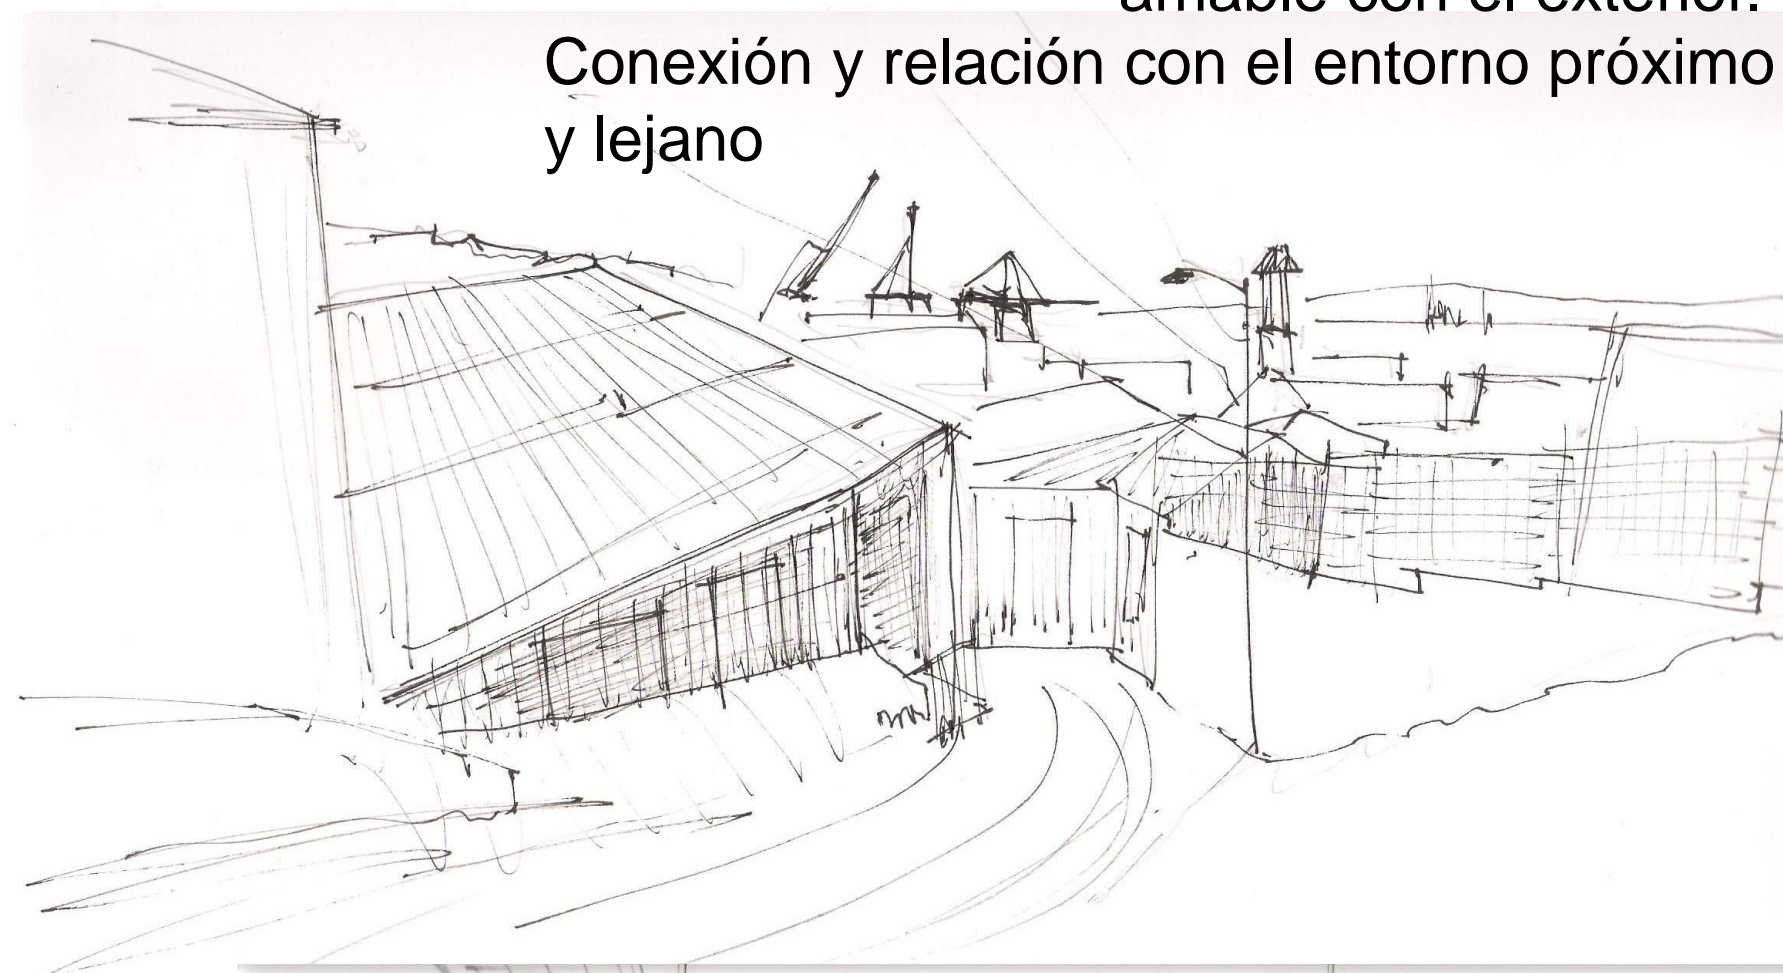 amable con el exterior.
Conexión y relación con el entorno próximo
y lejano